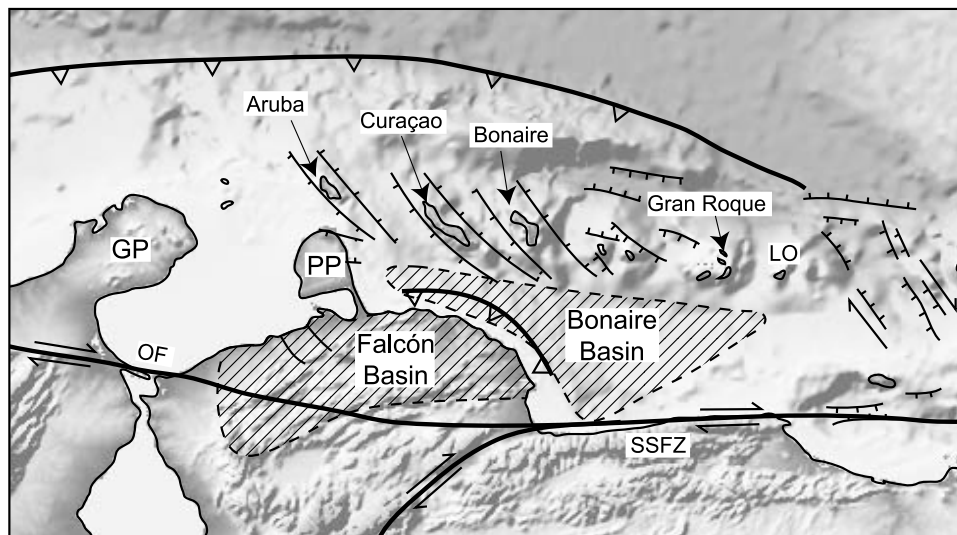 Aruba
Curaçao
Bonaire
Gran Roque
GP
PP
LO
OF
Falcón
Basin
Bonaire
Basin
SSFZ